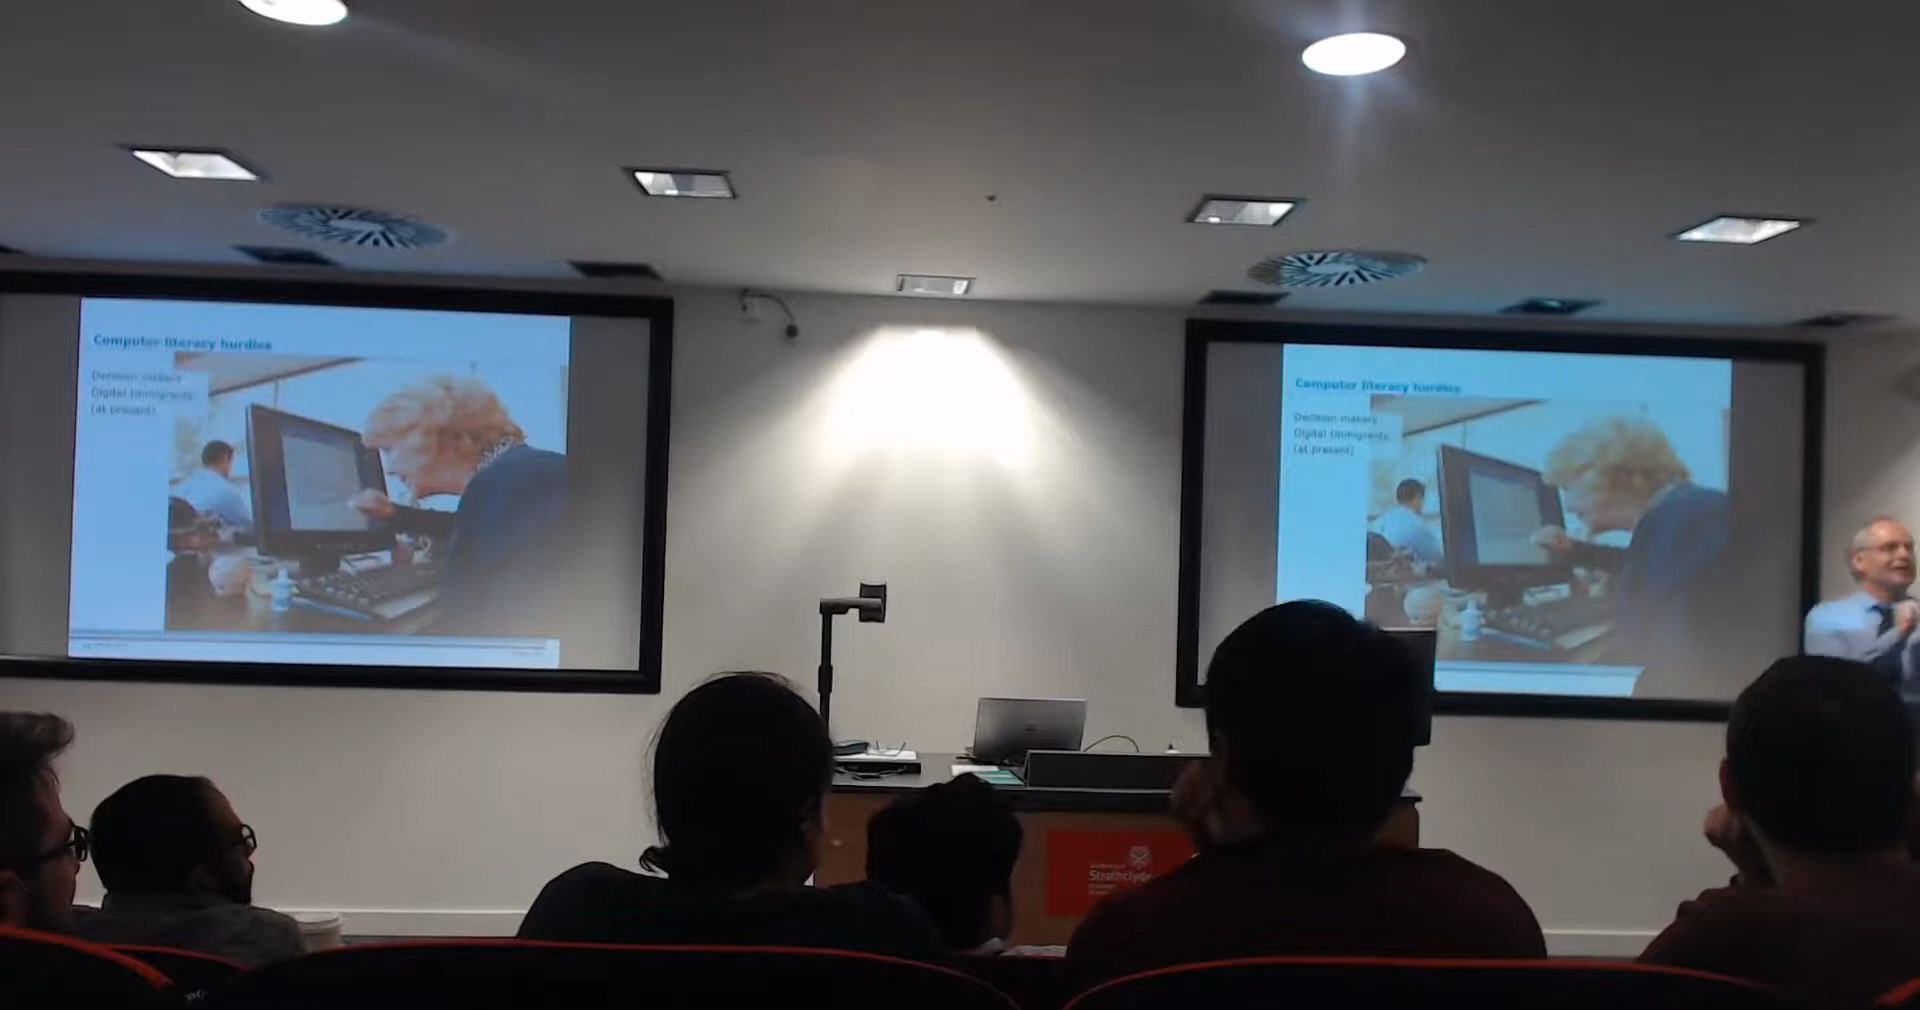 Computer literacy hurdles
Decision makers
Digital Immigrants
(at present)
Computer literacy hurdles
Decision makers
Digital Immigrants
(at present)
Strathclyde